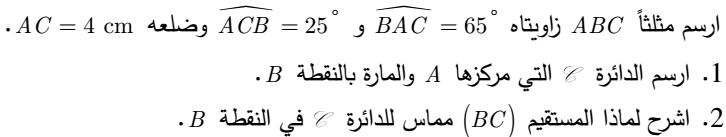 ارسم مثلثاً ABC زاويتاه $\widehat{BAC} = 65^\circ$ و $\widehat{ACB} = 25^\circ$ وضلعه $AC = 4$ cm .
1. ارسم الدائرة $\mathscr{C}$ التي مركزها A والمارة بالنقطة B .
2. اشرح لماذا المستقيم (BC) مماس للدائرة $\mathscr{C}$ في النقطة B .